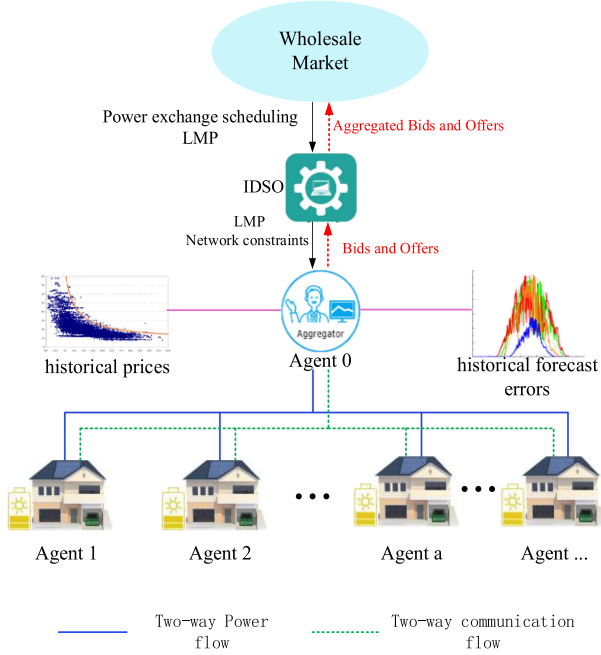 Wholesale
Market
Power exchange scheduling
LMP
Aggregated Bids and Offers
IDSO
LMP
Network constraints
Bids and Offers
Aggregator
Agent 0
historical prices
historical forecast
errors
Agent 1
Agent 2
Agent a
Agent ...
Two-way Power
flow
Two-way communication
flow